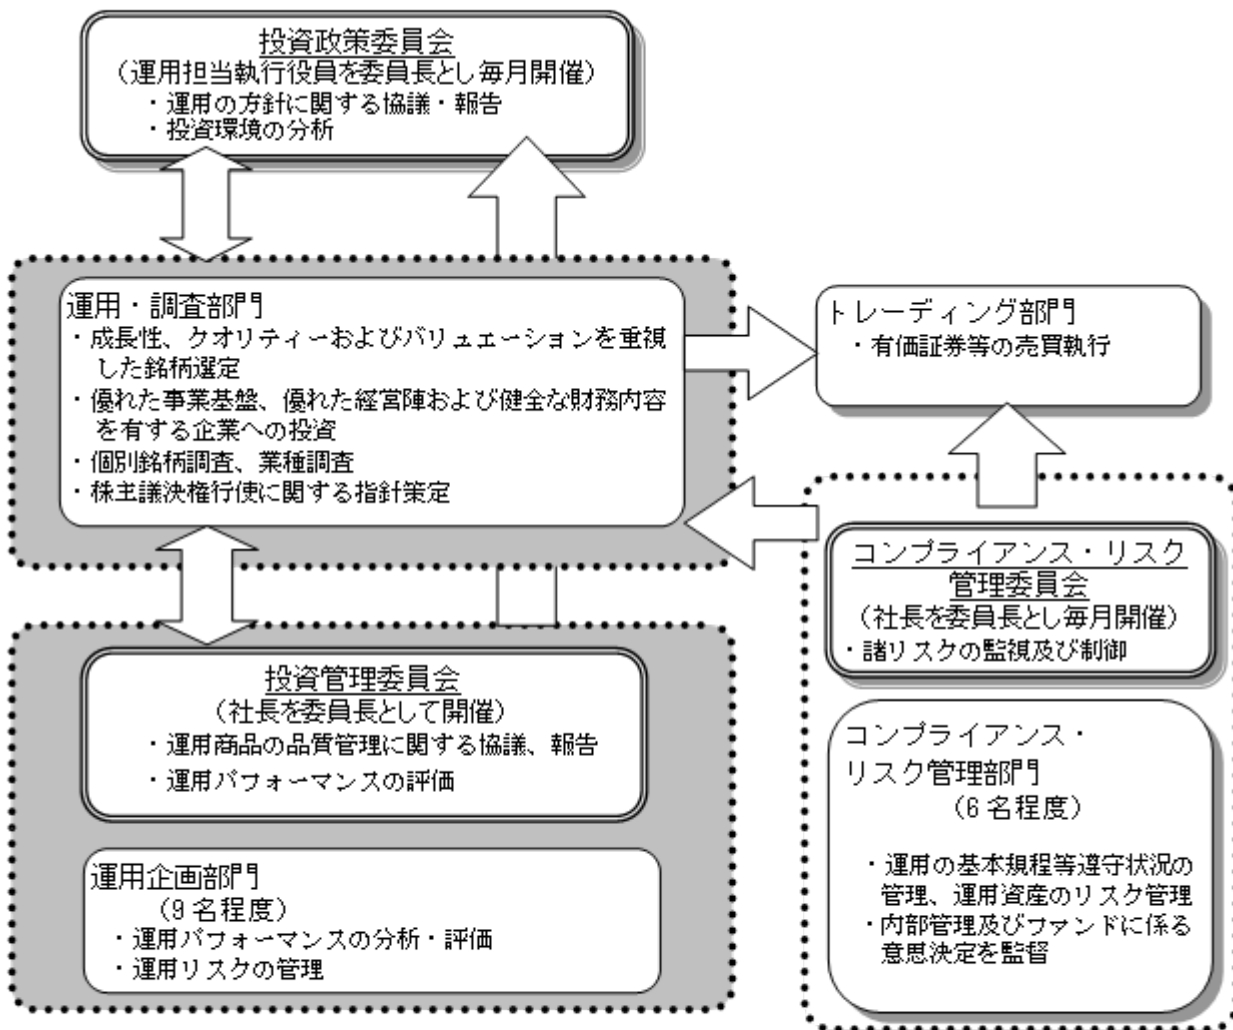 投資政策委員会
（運用担当執行役員を委員長とし毎月開催）
・運用の方針に関する協議・報告
・投資環境の分析
運用・調査部門
・成長性、クオリティーおよびバリュエーションを重視
した銘柄選定
・優れた事業基盤、優れた経営陣および健全な財務内容
を有する企業への投資
・個別銘柄調査、業種調査
・株主議決権行使に関する指針策定
トレーディング部門
・有価証券等の売買執行
投資管理委員会
（社長を委員長として開催）
・運用商品の品質管理に関する協議、報告
・運用パフォーマンスの評価
運用企画部門
（9名程度）
・運用パフォーマンスの分析・評価
・運用リスクの管理
コンプライアンス・リスク
管理委員会
（社長を委員長とし毎月開催）
・諸リスクの監視及び制御
コンプライアンス・
リスク管理部門
（6名程度）
・運用の基本規程等遵守状況の
管理、運用資産のリスク管理
・内部管理及びファンドに係る
意思決定を監督